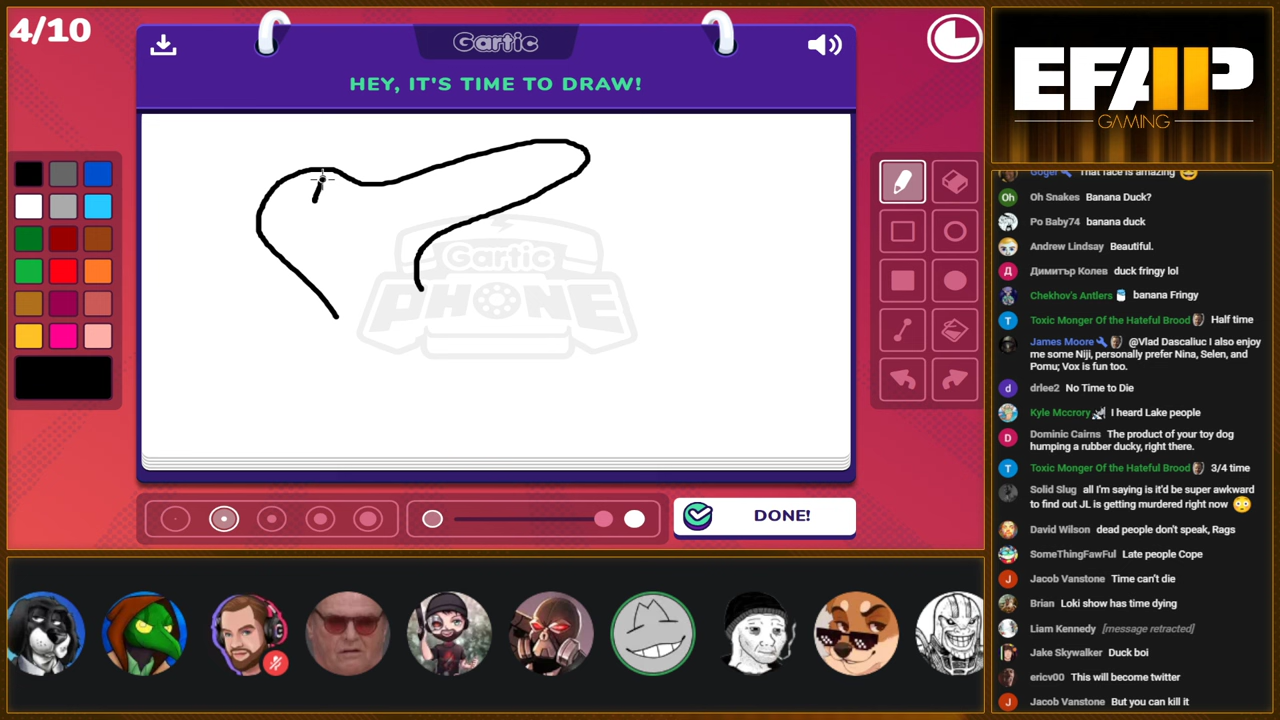 4/10
Gartic
HEY, IT'S TIME TO DRAW!
Gartic
PHONE
DONE!
EFAP
GAMING
Goger That face is amazing
Oh Snakes Banana Duck?
Po Baby74 banana duck
Andrew Lindsay Beautiful.
Димитър Колев duck fringy lol
Chekhov's Antlers banana Fringy
Toxic Monger Of the Hateful Brood Half time
James Moore @Vlad Dascaliuc I also enjoy
me some Niji, personally prefer Nina, Selen, and
Pomu; Vox is fun too.
drlee2 No Time to Die
Kyle Mccrory I heard Lake people
Dominic Cairns The product of your toy dog
humping a rubber ducky, right there.
Toxic Monger Of the Hateful Brood 3/4 time
Solid Slug all I'm saying is it'd be super awkward
to find out JL is getting murdered right now
David Wilson dead people don't speak, Rags
SomeThingFawFul Late people Cope
Jacob Vanstone Time can't die
Brian Loki show has time dying
Liam Kennedy [message retracted]
Jake Skywalker Duck boi
ericv00 This will become twitter
Jacob Vanstone But you can kill it